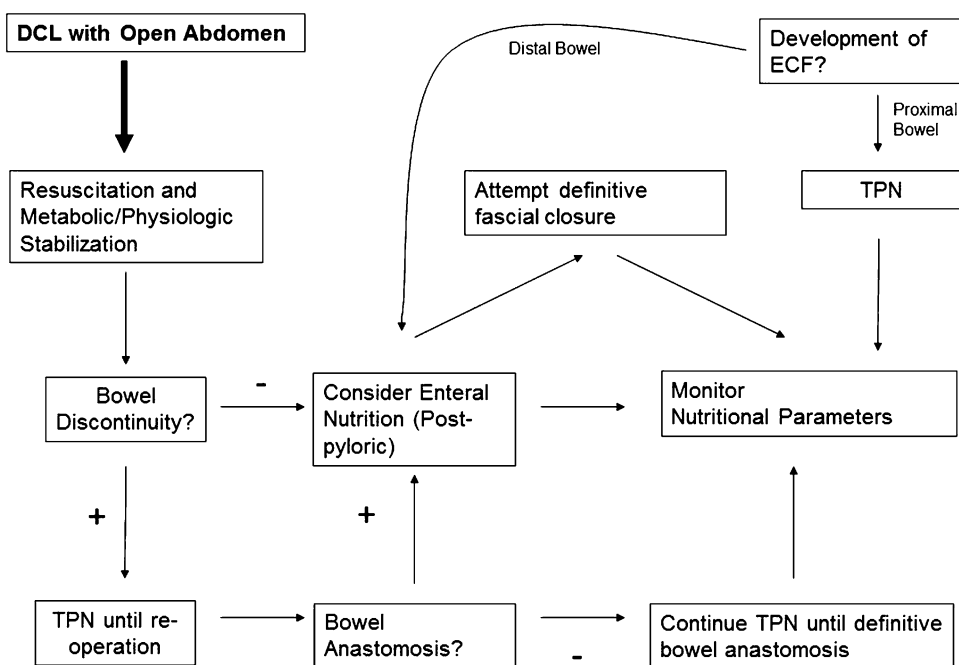 DCL with Open Abdomen
Distal Bowel
Development of
ECF?
Proximal
Bowel
Resuscitation and
Metabolic/Physiologic
Stabilization
Attempt definitive
fascial closure
TPN
Bowel
Discontinuity?
-
Consider Enteral
Nutrition (Post-
pyloric)
Monitor
Nutritional Parameters
+
+
TPN until re-
operation
Bowel
Anastomosis?
-
Continue TPN until definitive
bowel anastomosis